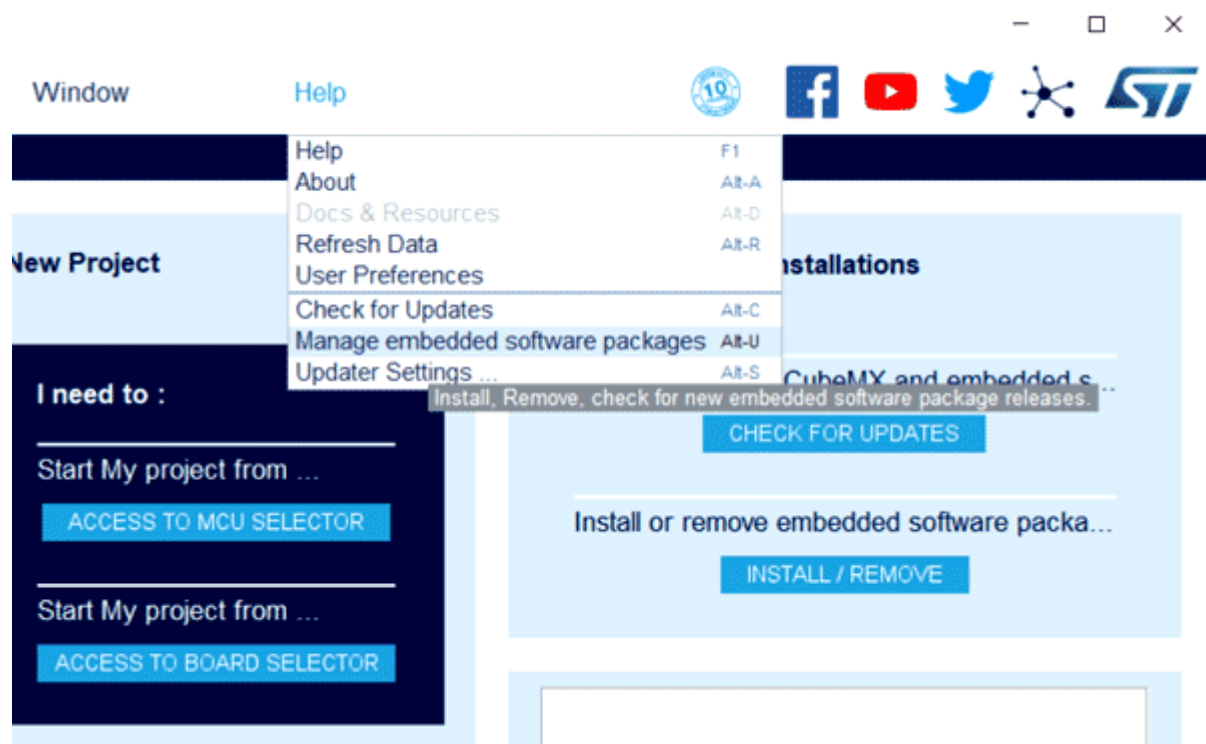 Window Help
10
ST
Help F1
About Alt-A
Docs & Resources Alt-D
Refresh Data Alt-R
User Preferences
Check for Updates Alt-C
Manage embedded software packages Alt-U
Updater Settings ... Alt-S
Install, Remove, check for new embedded software package releases.
New Project
I need to :
Start My project from ...
ACCESS TO MCU SELECTOR
Start My project from ...
ACCESS TO BOARD SELECTOR
nstallations
CubeMX and embedded s...
CHECK FOR UPDATES
Install or remove embedded software packa...
INSTALL / REMOVE